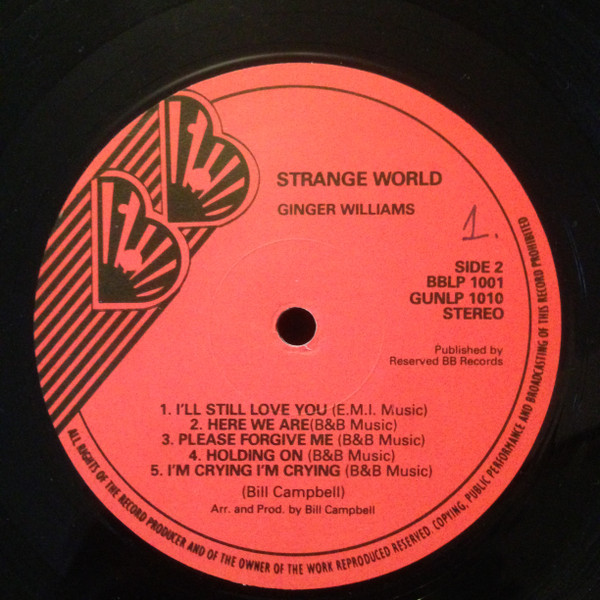 STRANGE WORLD
GINGER WILLIAMS
1.
SIDE 2
BBLP 1001
GUNLP 1010
STEREO
Published by
Reserved BB Records
1. I'LL STILL LOVE YOU (E.M.I. Music)
2. HERE WE ARE(B&B Music)
3. PLEASE FORGIVE ME (B&B Music)
4. HOLDING ON (B&B Music)
5. I'M CRYING I'M CRYING (B&B Music)
(Bill Campbell)
Arr. and Prod. by Bill Campbell
ALL RIGHTS OF THE RECORD PRODUCER AND OF THE OWNER OF THE WORK REPRODUCED RESERVED. COPYING, PUBLIC PERFORMANCE AND BROADCASTING OF THIS RECORD PROHIBITED